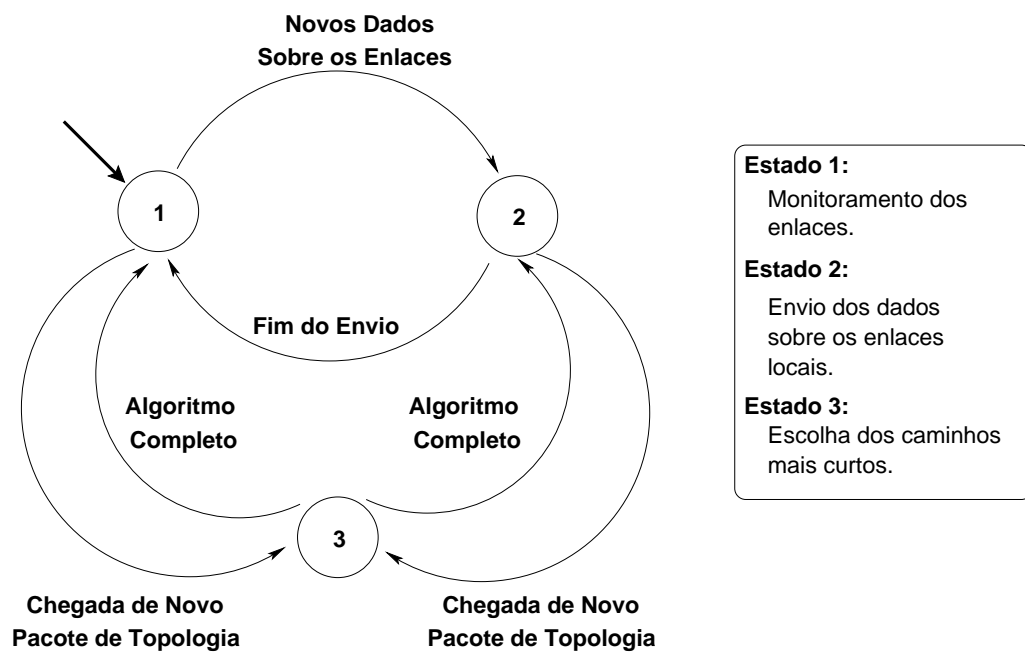 Novos Dados
Sobre os Enlaces
1
2
Fim do Envio
Algoritmo
Completo
Algoritmo
Completo
3
Chegada de Novo
Pacote de Topologia
Chegada de Novo
Pacote de Topologia
Estado 1:
Monitoramento dos
enlaces.
Estado 2:
Envio dos dados
sobre os enlaces
locais.
Estado 3:
Escolha dos caminhos
mais curtos.